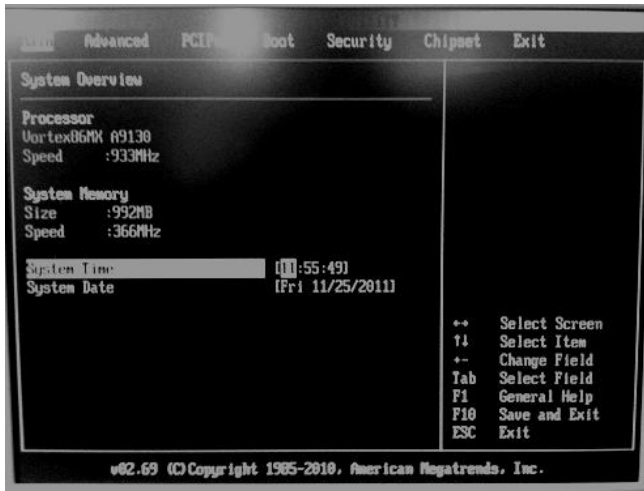 Main Advanced PCIPnP Boot Security Chipset Exit
System Overview
Processor
Vortex86MX A9130
Speed :933MHz
System Memory
Size :992MB
Speed :366MHz
System Time [11:55:49]
System Date [Fri 11/25/2011]
↔ Select Screen
↑↓ Select Item
+- Change Field
Tab Select Field
F1 General Help
F10 Save and Exit
ESC Exit
v02.69 (C)Copyright 1985-2010, American Megatrends, Inc.